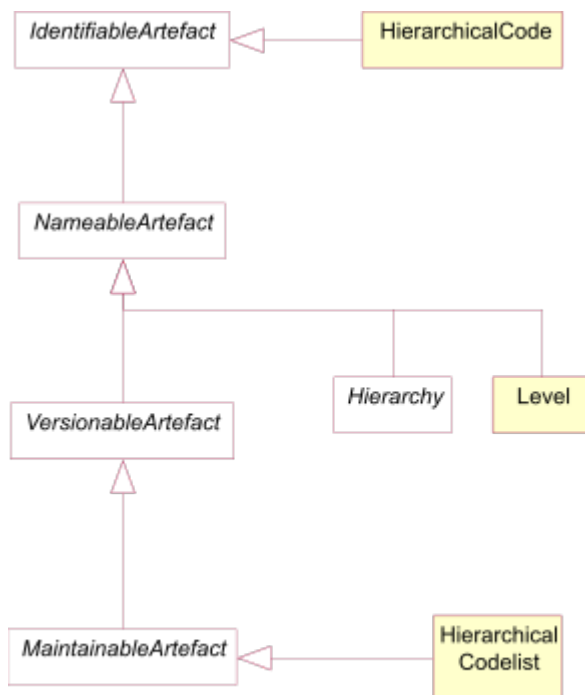 IdentifiableArtefact
HierarchicalCode
NameableArtefact
Hierarchy
Level
VersionableArtefact
MaintainableArtefact
Hierarchical
Codelist